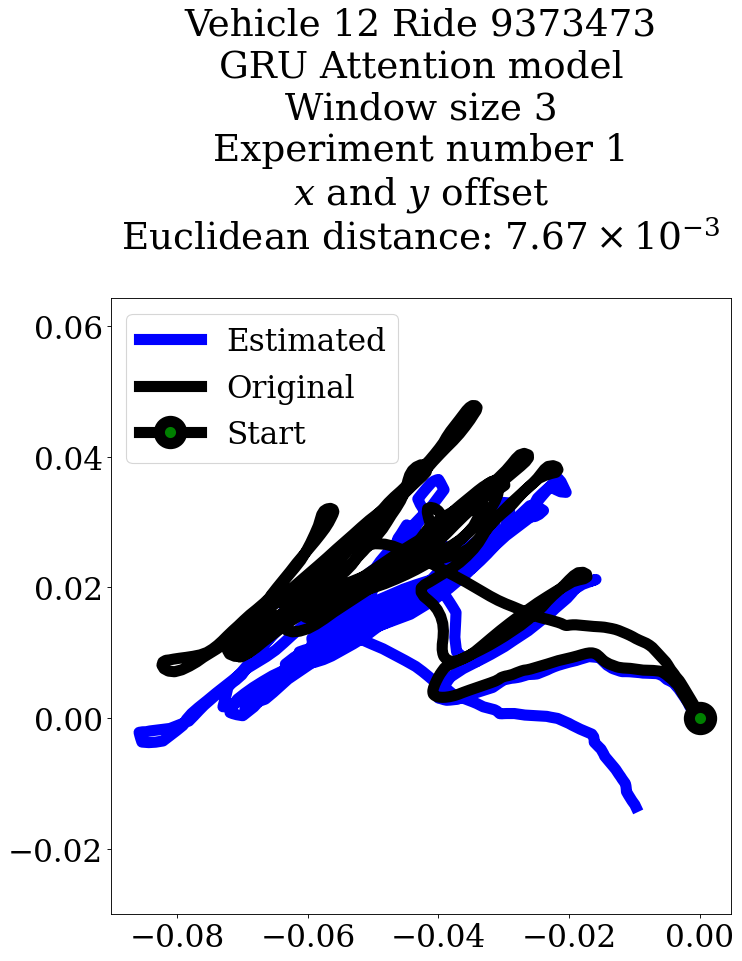 Vehicle 12 Ride 9373473
GRU Attention model
Window size 3
Experiment number 1
x and y offset
Euclidean distance: 7.67 × 10⁻³
Estimated
Original
Start
0.06
0.04
0.02
0.00
−0.02
−0.08 −0.06 −0.04 −0.02 0.00